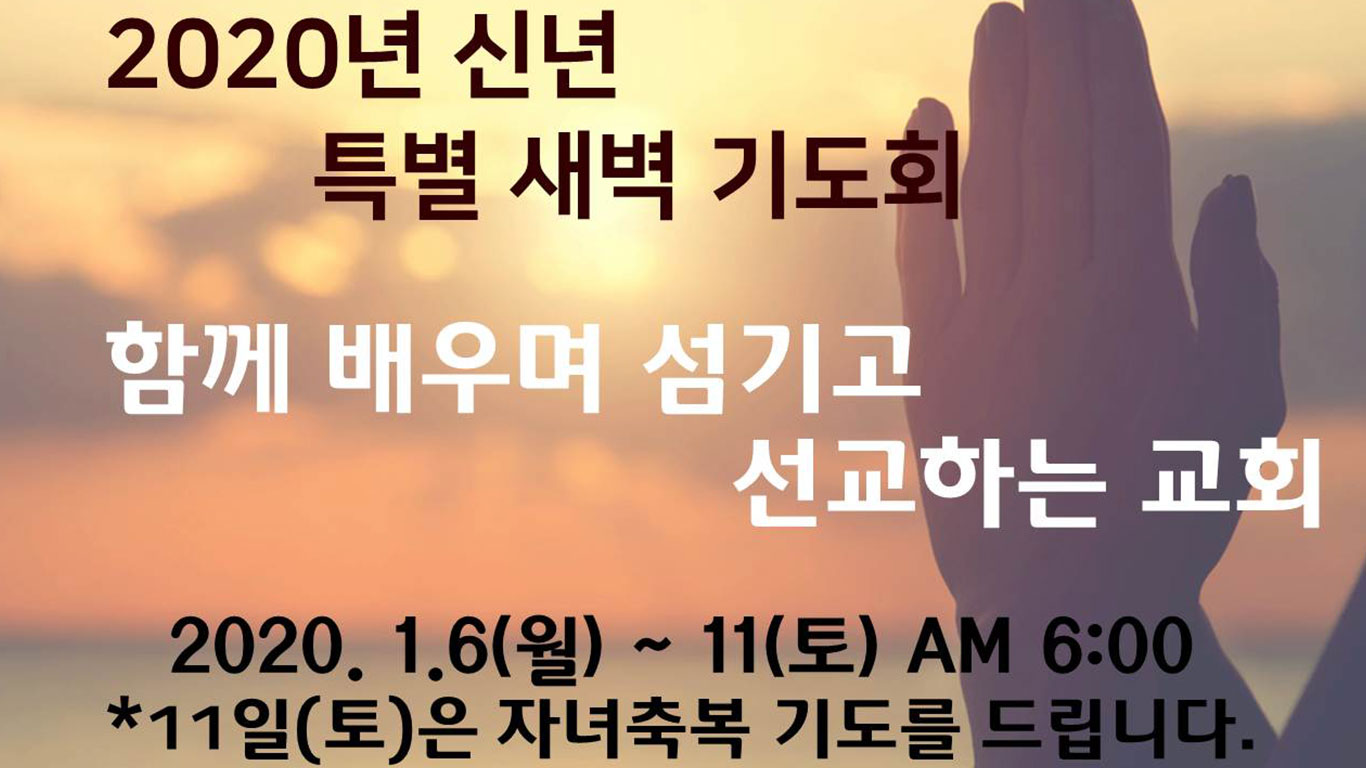 2020년 신년
특별 새벽 기도회
함께 배우며 섬기고
선교하는 교회
2020. 1.6(월) ~ 11(토) AM 6:00
*11일(토)은 자녀축복 기도를 드립니다.